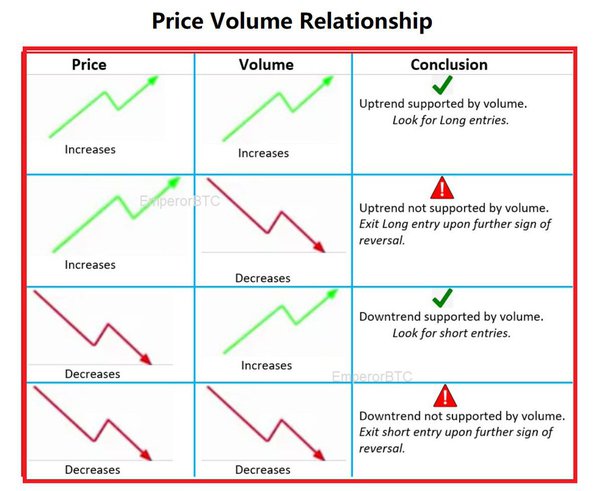 Price Volume Relationship
Price Volume Conclusion
Uptrend supported by volume.
Look for Long entries.
Increases Increases
EmperorBTC
Uptrend not supported by volume.
Exit Long entry upon further sign of
reversal.
Increases
Decreases
Downtrend supported by volume.
Look for short entries.
Increases
Decreases
EmperorBTC
Downtrend not supported by volume.
Exit short entry upon further sign of
reversal.
Decreases Decreases